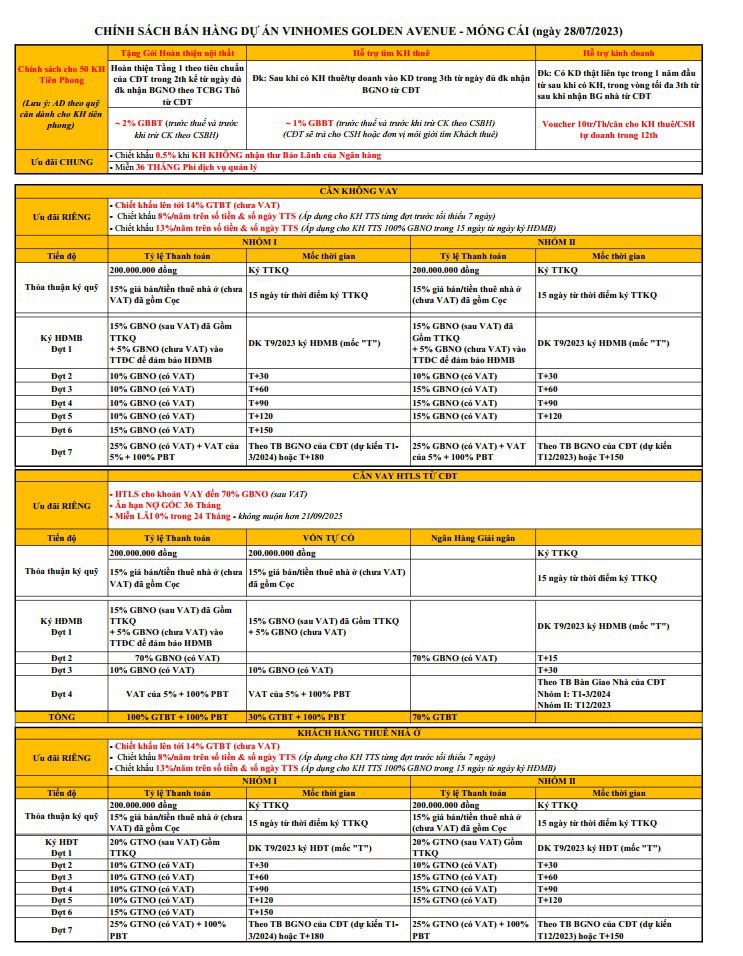 CHÍNH SÁCH BÁN HÀNG DỰ ÁN VINHOMES GOLDEN AVENUE - MÓNG CÁI (ngày 28/07/2023)
Chính sách cho 50 KH Tiên Phong
(Lưu ý: AD theo quỹ căn dành cho KH tiên phong)
Tặng Gói Hoàn thiện nội thất
Hỗ trợ tìm KH thuê
Hỗ trợ kinh doanh
Hoàn thiện Tầng 1 theo tiêu chuẩn của CĐT trong 2th kể từ ngày đủ đk nhận BGNO theo TCBG Thô từ CĐT
Đk: Sau khi có KH thuê/tự doanh vào KD trong 3th từ ngày đủ đk nhận BGNO từ CĐT
Đk: Có KD thật liên tục trong 1 năm đầu từ sau khi có KH, trong vòng tối đa 3th từ sau khi nhận BG nhà từ CĐT
~ 2% GBBT (trước thuế và trước khi trừ CK theo CSBH)
~ 1% GBBT (trước thuế và trước khi trừ CK theo CSBH)
(CĐT sẽ trả cho CSH hoặc đơn vị môi giới tìm Khách thuê)
Voucher 10tr/Th/căn cho KH thuê/CSH tự doanh trong 12th
Ưu đãi CHUNG
- Chiết khấu 0.5% khi KH KHÔNG nhận thư Bảo Lãnh của Ngân hàng
- Miễn 36 THÁNG Phí dịch vụ quản lý
CĂN KHÔNG VAY
Ưu đãi RIÊNG
- Chiết khấu lên tới 14% GTBT (chưa VAT)
- Chiết khấu 8%/năm trên số tiền & số ngày TTS (Áp dụng cho KH TTS từng đợt trước tối thiểu 7 ngày)
- Chiết khấu 13%/năm trên số tiền & số ngày TTS (Áp dụng cho KH TTS 100% GBNO trong 15 ngày từ ngày ký HĐMB)
NHÓM I NHÓM II
Tiến độ Tỷ lệ Thanh toán Mốc thời gian Tỷ lệ Thanh toán Mốc thời gian
Thỏa thuận ký quỹ
200.000.000 đồng Ký TTKQ 200.000.000 đồng Ký TTKQ
15% giá bán/tiền thuê nhà ở (chưa VAT) đã gồm Cọc 15 ngày từ thời điểm ký TTKQ 15% giá bán/tiền thuê nhà ở (chưa VAT) đã gồm Cọc 15 ngày từ thời điểm ký TTKQ
Ký HĐMB
Đợt 1
15% GBNO (sau VAT) đã Gồm TTKQ
+ 5% GBNO (chưa VAT) vào TTĐC để đảm bảo HĐMB
DK T9/2023 ký HĐMB (mốc "T")
15% GBNO (sau VAT) đã Gồm TTKQ
+ 5% GBNO (chưa VAT) vào TTĐC để đảm bảo HĐMB
DK T9/2023 ký HĐMB (mốc "T")
Đợt 2 10% GBNO (có VAT) T+30 10% GBNO (có VAT) T+30
Đợt 3 10% GBNO (có VAT) T+60 15% GBNO (có VAT) T+60
Đợt 4 10% GBNO (có VAT) T+90 15% GBNO (có VAT) T+90
Đợt 5 10% GBNO (có VAT) T+120 15% GBNO (có VAT) T+120
Đợt 6 15% GBNO (có VAT) T+150
Đợt 7 25% GBNO (có VAT) + VAT của 5% + 100% PBT Theo TB BGNO của CĐT (dự kiến T1-3/2024) hoặc T+180 25% GBNO (có VAT) + VAT của 5% + 100% PBT Theo TB BGNO của CĐT (dự kiến T12/2023) hoặc T+150
CĂN VAY HTLS TỪ CĐT
Ưu đãi RIÊNG
- HTLS cho khoản VAY đến 70% GBNO (sau VAT)
- Ân hạn NỢ GỐC 36 Tháng
- Miễn LÃI 0% trong 24 Tháng - không muộn hơn 21/09/2025
Tiến độ Tỷ lệ Thanh toán VỐN TỰ CÓ Ngân Hàng Giải ngân
Thỏa thuận ký quỹ
200.000.000 đồng 200.000.000 đồng Ký TTKQ
15% giá bán/tiền thuê nhà ở (chưa VAT) đã gồm Cọc 15% giá bán/tiền thuê nhà ở (chưa VAT) đã gồm Cọc 15 ngày từ thời điểm ký TTKQ
Ký HĐMB
Đợt 1
15% GBNO (sau VAT) đã Gồm TTKQ
+ 5% GBNO (chưa VAT) vào TTĐC để đảm bảo HĐMB
15% GBNO (sau VAT) đã Gồm TTKQ
+ 5% GBNO (chưa VAT)
DK T9/2023 ký HĐMB (mốc "T")
Đợt 2 70% GBNO (có VAT) 70% GBNO (có VAT) T+15
Đợt 3 10% GBNO (có VAT) 10% GBNO (có VAT) T+30
Đợt 4 VAT của 5% + 100% PBT VAT của 5% + 100% PBT
Theo TB Bàn Giao Nhà của CĐT
Nhóm I: T1-3/2024
Nhóm II: T12/2023
TỔNG 100% GTBT + 100% PBT 30% GTBT + 100% PBT 70% GTBT
KHÁCH HÀNG THUÊ NHÀ Ở
Ưu đãi RIÊNG
- Chiết khấu lên tới 14% GTBT (chưa VAT)
- Chiết khấu 8%/năm trên số tiền & số ngày TTS (Áp dụng cho KH TTS từng đợt trước tối thiểu 7 ngày)
- Chiết khấu 13%/năm trên số tiền & số ngày TTS (Áp dụng cho KH TTS 100% GBNO trong 15 ngày từ ngày ký HĐMB)
NHÓM I NHÓM II
Tiến độ Tỷ lệ Thanh toán Mốc thời gian Tỷ lệ Thanh toán Mốc thời gian
Thỏa thuận ký quỹ
200.000.000 đồng Ký TTKQ 200.000.000 đồng Ký TTKQ
15% giá bán/tiền thuê nhà ở (chưa VAT) đã gồm Cọc 15 ngày từ thời điểm ký TTKQ 15% giá bán/tiền thuê nhà ở (chưa VAT) đã gồm Cọc 15 ngày từ thời điểm ký TTKQ
Ký HĐT
Đợt 1
20% GTNO (sau VAT) Gồm TTKQ DK T9/2023 ký HĐT (mốc "T") 20% GTNO (sau VAT) Gồm TTKQ DK T9/2023 ký HĐT (mốc "T")
Đợt 2 10% GTNO (có VAT) T+30 10% GTNO (có VAT) T+30
Đợt 3 10% GTNO (có VAT) T+60 15% GTNO (có VAT) T+60
Đợt 4 10% GTNO (có VAT) T+90 15% GTNO (có VAT) T+90
Đợt 5 10% GTNO (có VAT) T+120 15% GTNO (có VAT) T+120
Đợt 6 15% GTNO (có VAT) T+150
Đợt 7 25% GTNO (có VAT) + 100% PBT Theo TB BGNO của CĐT (dự kiến T1-3/2024) hoặc T+180 25% GTNO (có VAT) + 100% PBT Theo TB BGNO của CĐT (dự kiến T12/2023) hoặc T+150